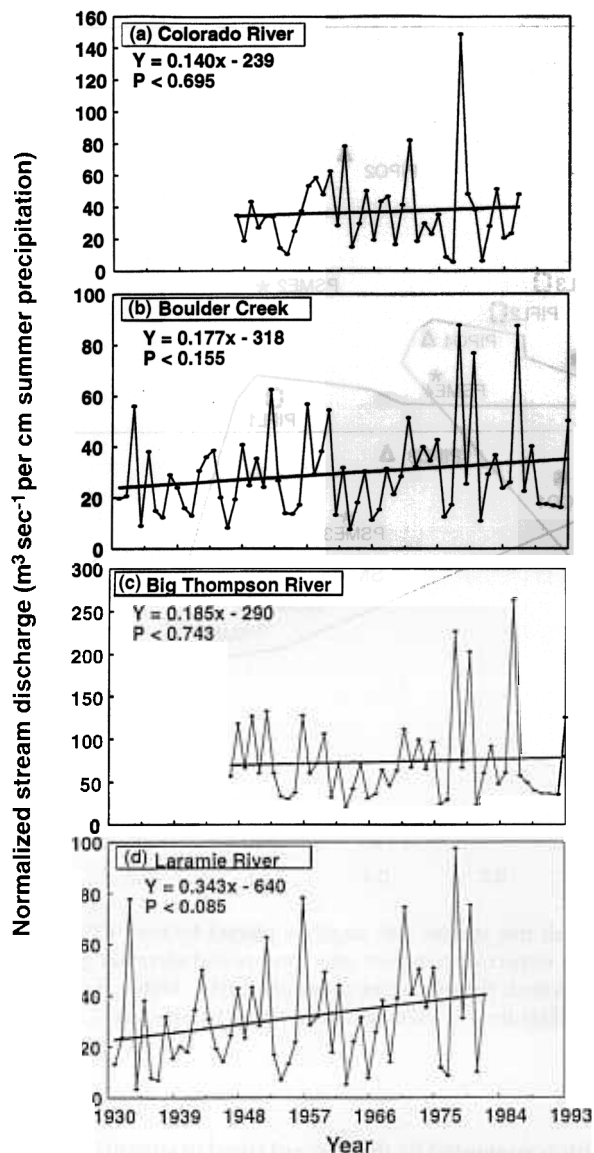 Normalized stream discharge (m³ sec⁻¹ per cm summer precipitation)
(a) Colorado River
Y = 0.140x - 239
P < 0.695
160
140
120
100
80
60
40
20
0
(b) Boulder Creek
Y = 0.177x - 318
P < 0.155
100
80
60
40
20
0
(c) Big Thompson River
Y = 0.185x - 290
P < 0.743
300
250
200
150
100
50
0
(d) Laramie River
Y = 0.343x - 640
P < 0.085
100
80
60
40
20
0
1930 1939 1948 1957 1966 1975 1984 1993
Year